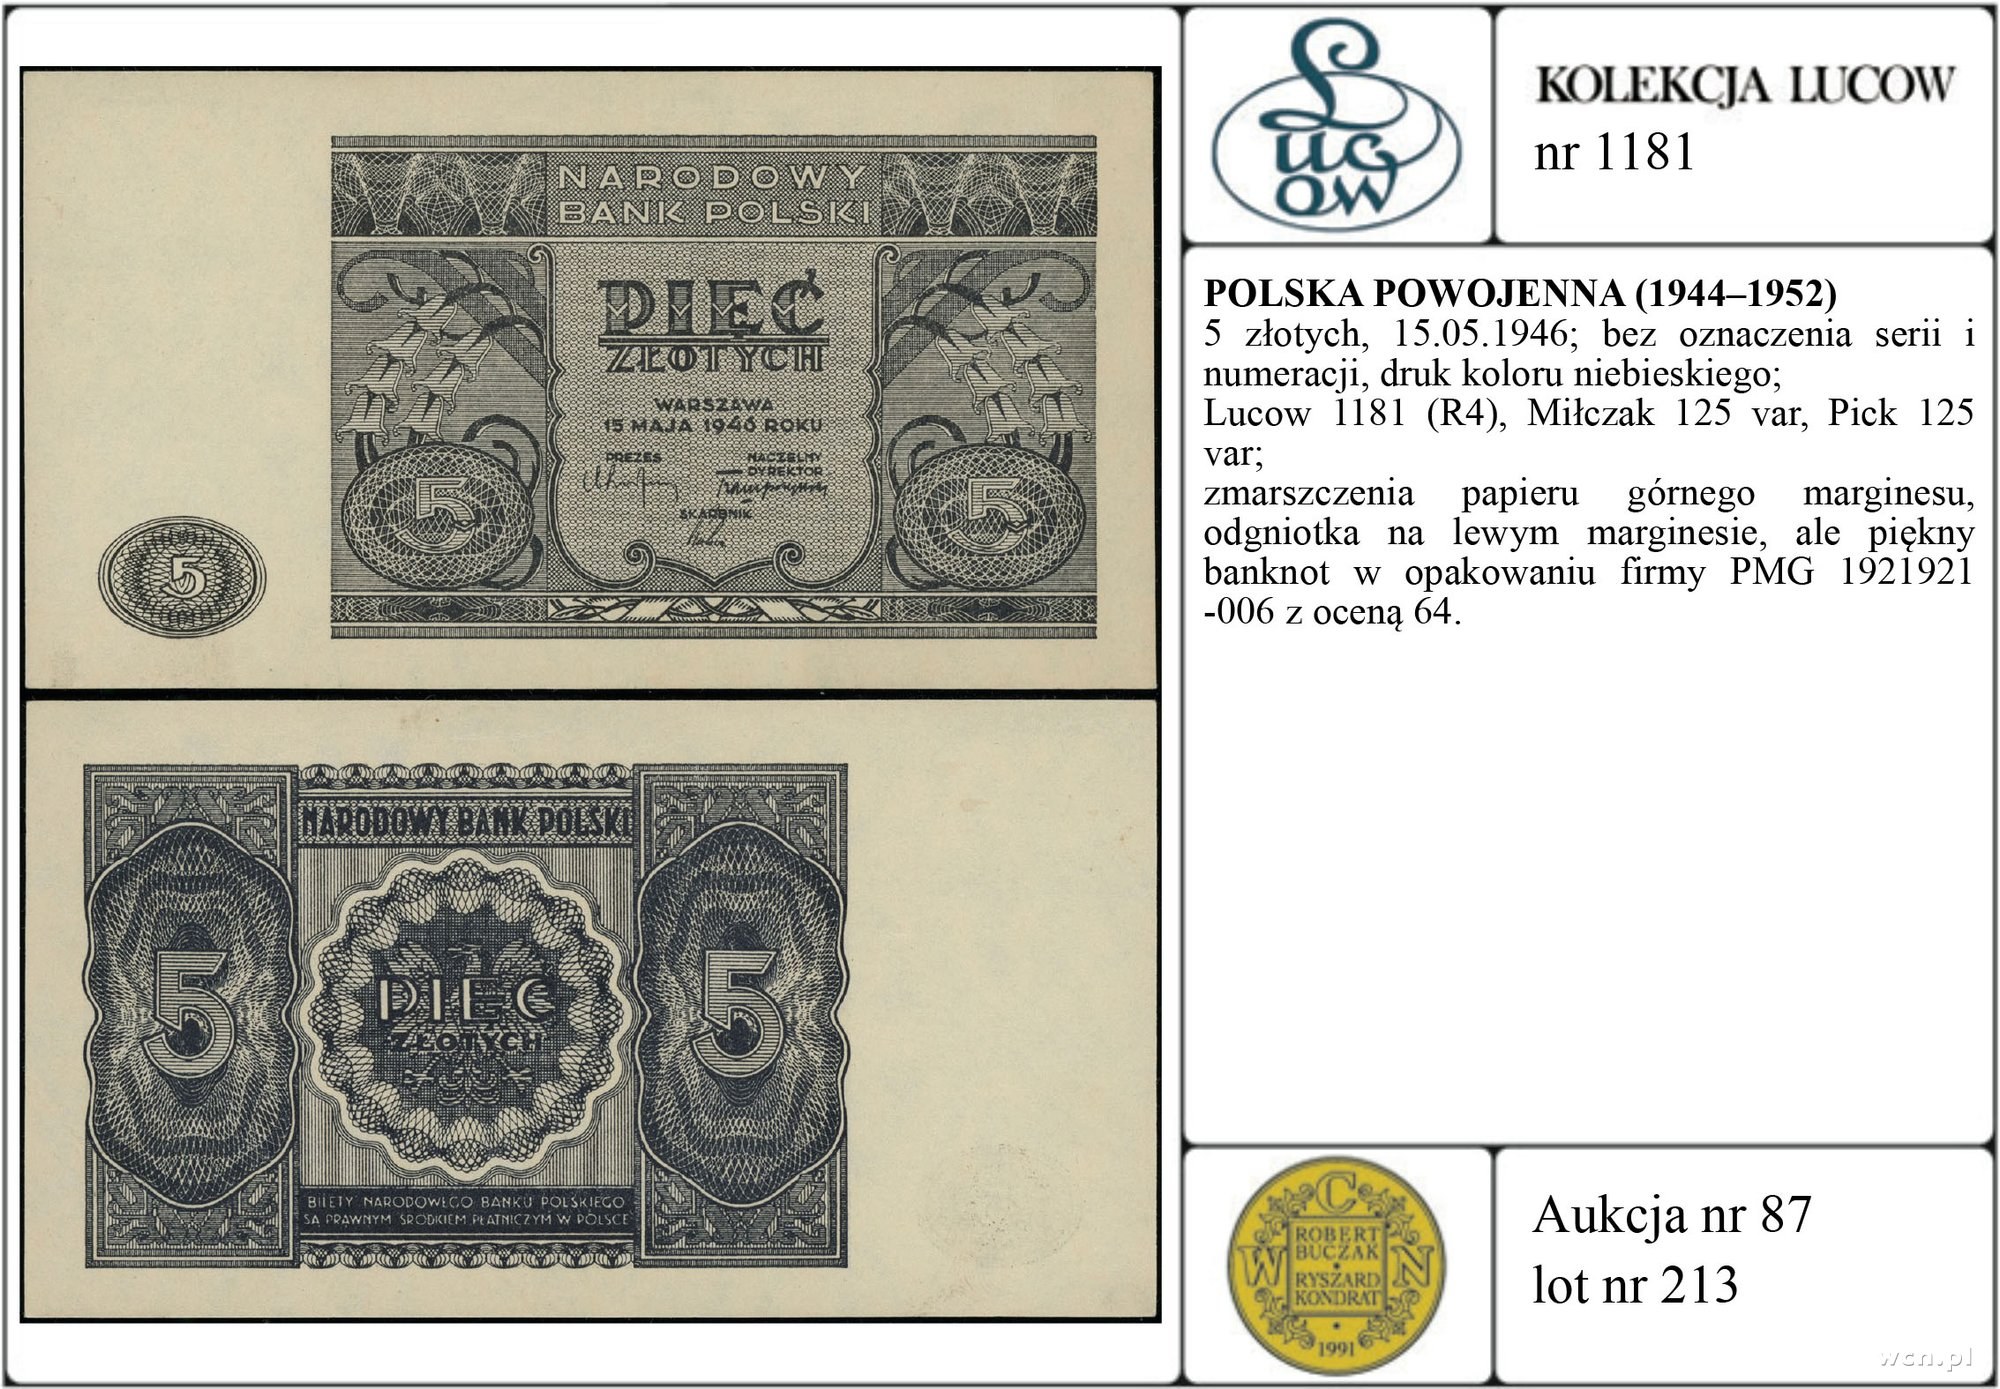 NARODOWY
BANK POLSKI
PIĘĆ
ZŁOTYCH
WARSZAWA
15 MAJA 1946 ROKU
PREZES
NACZELNY
DYREKTOR
SKARBNIK
5
5
5
NARODOWY BANK POLSKI
5
PIĘĆ
ZŁOTYCH
5
BILETY NARODOWEGO BANKU POLSKIEGO
SĄ PRAWNYM ŚRODKIEM PŁATNICZYM W POLSCE
Lucow
KOLEKCJA LUCOW
nr 1181
POLSKA POWOJENNA (1944–1952)
5 złotych, 15.05.1946; bez oznaczenia serii i
numeracji, druk koloru niebieskiego;
Lucow 1181 (R4), Miłczak 125 var, Pick 125
var;
zmarszczenia papieru górnego marginesu,
odgniotka na lewym marginesie, ale piękny
banknot w opakowaniu firmy PMG 1921921
-006 z oceną 64.
W C N
ROBERT
BUCZAK
RYSZARD
KONDRAT
1991
Aukcja nr 87
lot nr 213
wcn.pl